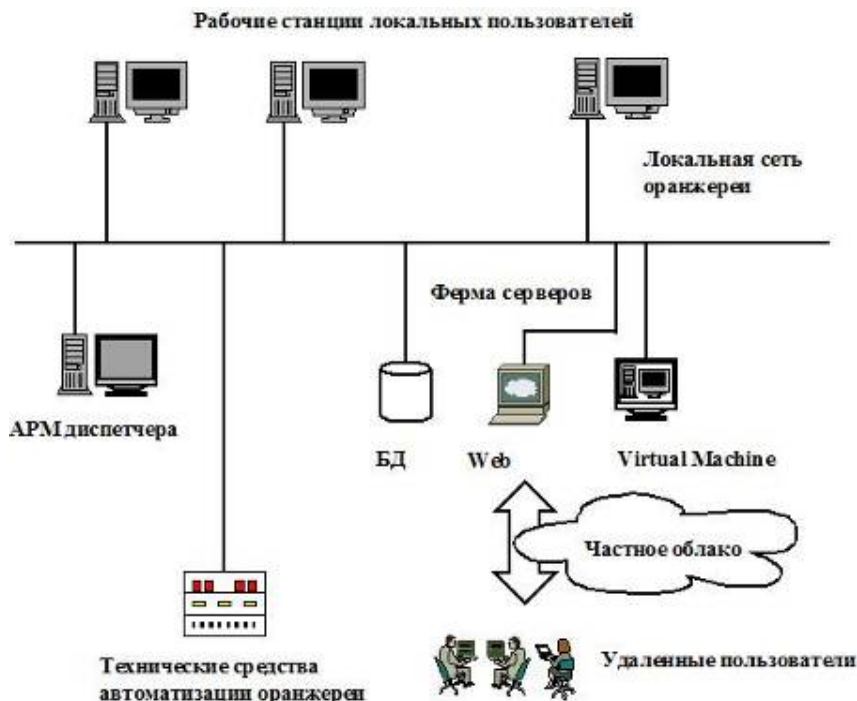 Рабочие станции локальных пользователей
Локальная сеть
оранжереи
Ферма серверов
АРМ диспетчера
БД
Web
Virtual Machine
Частное облако
Технические средства
автоматизации оранжереи
Удаленные пользователи